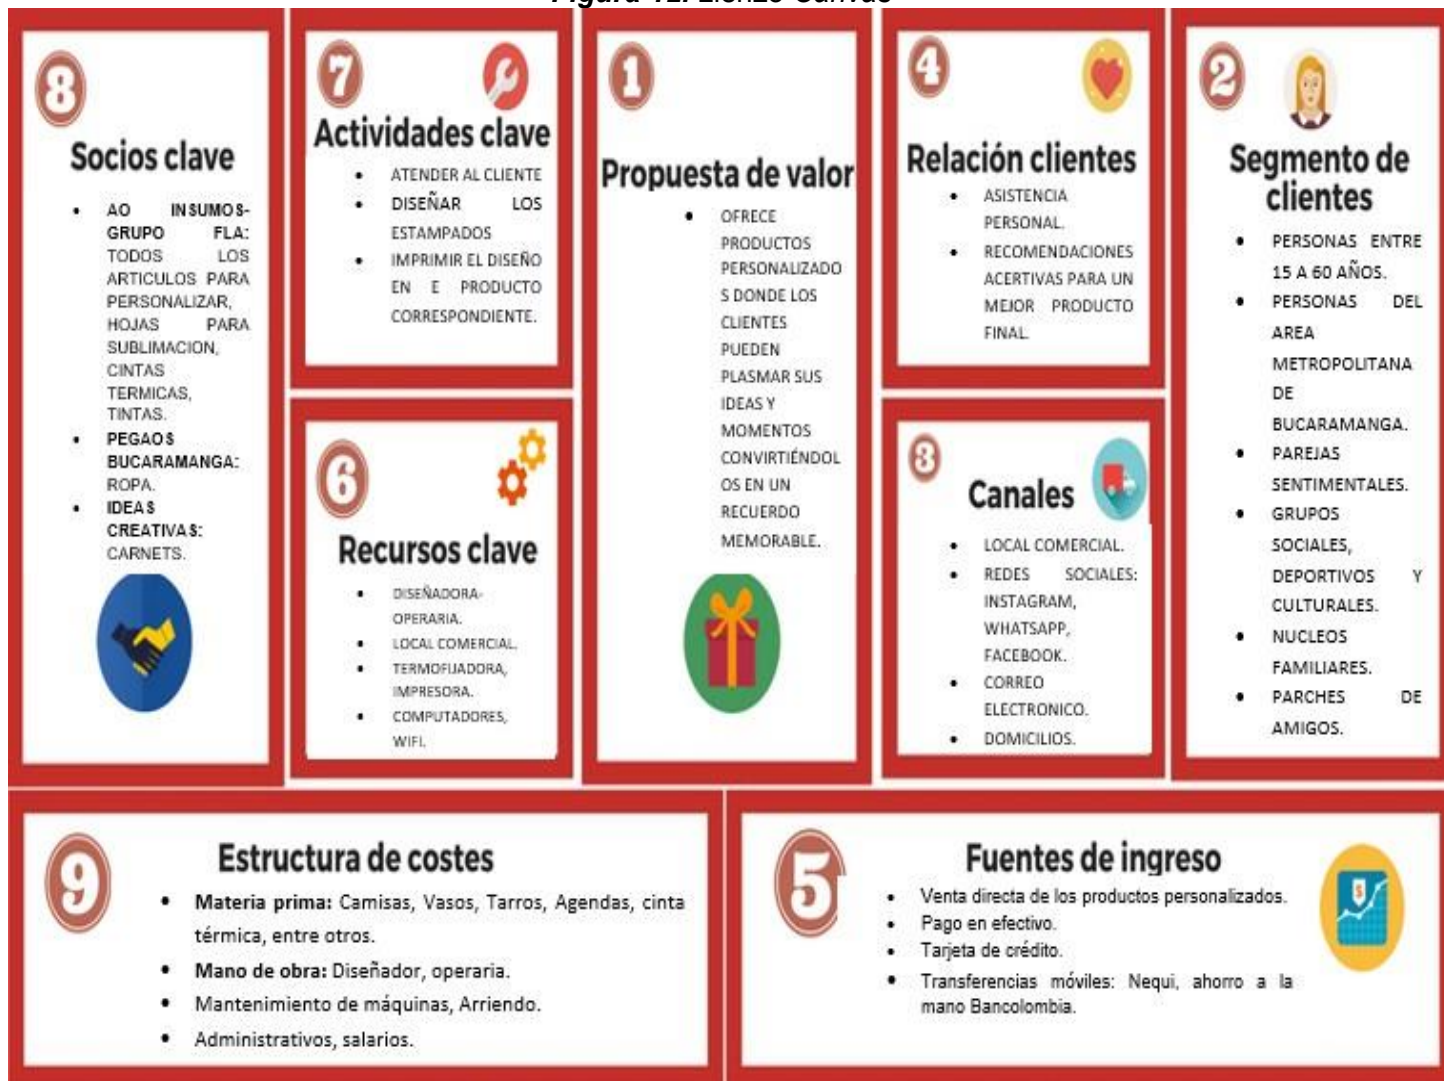 Figura 12. Lienzo Canvas
8
Socios clave
• AO INSUMOS-
GRUPO FLA:
TODOS LOS
ARTICULOS PARA
PERSONALIZAR,
HOJAS PARA
SUBLIMACION,
CINTAS
TERMICAS,
TINTAS.
• PEGAOS
BUCARAMANGA:
ROPA.
• IDEAS
CREATIVAS:
CARNETS.
7
Actividades clave
• ATENDER AL CLIENTE
• DISEÑAR LOS
ESTAMPADOS
• IMPRIMIR EL DISEÑO
EN E PRODUCTO
CORRESPONDIENTE.
6
Recursos clave
• DISEÑADORA-
OPERARIA.
• LOCAL COMERCIAL.
• TERMOFIJADORA,
IMPRESORA.
• COMPUTADORES,
WIFI.
1
Propuesta de valor
• OFRECE
PRODUCTOS
PERSONALIZADO
S DONDE LOS
CLIENTES
PUEDEN
PLASMAR SUS
IDEAS Y
MOMENTOS
CONVIRTIÉNDOL
OS EN UN
RECUERDO
MEMORABLE.
4
Relación clientes
• ASISTENCIA
PERSONAL.
• RECOMENDACIONES
ACERTIVAS PARA UN
MEJOR PRODUCTO
FINAL.
3
Canales
• LOCAL COMERCIAL.
• REDES SOCIALES:
INSTAGRAM,
WHATSAPP,
FACEBOOK.
• CORREO
ELECTRONICO.
• DOMICILIOS.
2
Segmento de
clientes
• PERSONAS ENTRE
15 A 60 AÑOS.
• PERSONAS DEL
AREA
METROPOLITANA
DE
BUCARAMANGA.
• PAREJAS
SENTIMENTALES.
• GRUPOS
SOCIALES,
DEPORTIVOS Y
CULTURALES.
• NUCLEOS
FAMILIARES.
• PARCHES DE
AMIGOS.
9
Estructura de costes
• Materia prima: Camisas, Vasos, Tarros, Agendas, cinta
térmica, entre otros.
• Mano de obra: Diseñador, operaria.
• Mantenimiento de máquinas, Arriendo.
• Administrativos, salarios.
5
Fuentes de ingreso
• Venta directa de los productos personalizados.
• Pago en efectivo.
• Tarjeta de crédito.
• Transferencias móviles: Nequi, ahorro a la
mano Bancolombia.
$